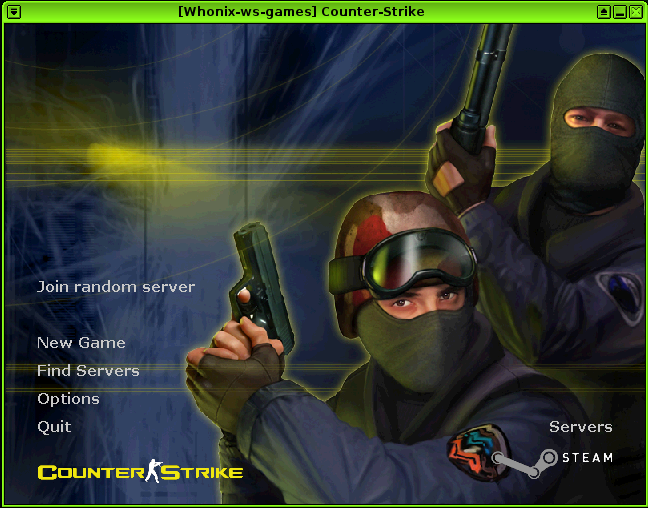 [Whonix-ws-games] Counter-Strike
Join random server
New Game
Find Servers
Options
Quit
Servers
COUNTER STRIKE
STEAM